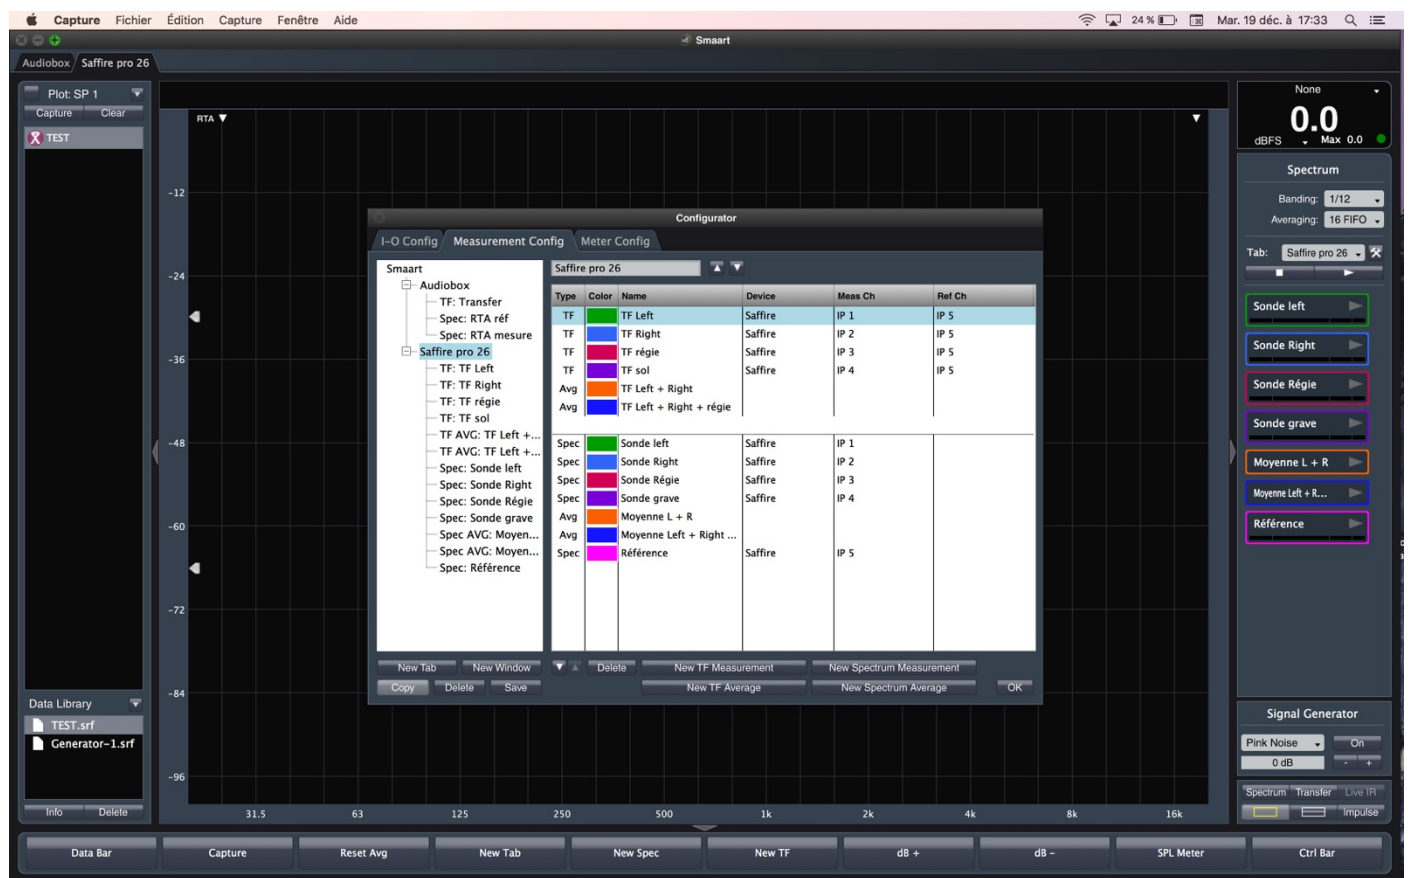 Capture Fichier Édition Capture Fenêtre Aide 24 % Mar. 19 déc. à 17:33
Smaart
Audiobox Saffire pro 26
Plot: SP 1
Capture Clear
TEST
RTA
-12
-24
-36
-48
-60
-72
-84
-96
31.5 63 125 250 500 1k 2k 4k 8k 16k
Data Library
TEST.srf
Generator-1.srf
Info Delete
Configurator
I-O Config Measurement Config Meter Config
Smaart
Audiobox
TF: Transfer
Spec: RTA réf
Spec: RTA mesure
Saffire pro 26
TF: TF Left
TF: TF Right
TF: TF régie
TF: TF sol
TF AVG: TF Left +...
TF AVG: TF Left +...
Spec: Sonde left
Spec: Sonde Right
Spec: Sonde Régie
Spec: Sonde grave
Spec AVG: Moyen...
Spec AVG: Moyen...
Spec: Référence
Saffire pro 26
Type Color Name Device Meas Ch Ref Ch
TF TF Left Saffire IP 1 IP 5
TF TF Right Saffire IP 2 IP 5
TF TF régie Saffire IP 3 IP 5
TF TF sol Saffire IP 4 IP 5
Avg TF Left + Right
Avg TF Left + Right + régie
Spec Sonde left Saffire IP 1
Spec Sonde Right Saffire IP 2
Spec Sonde Régie Saffire IP 3
Spec Sonde grave Saffire IP 4
Avg Moyenne L + R
Avg Moyenne Left + Right ...
Spec Référence Saffire IP 5
New Tab New Window Delete New TF Measurement New Spectrum Measurement
Copy Delete Save New TF Average New Spectrum Average OK
None
0.0
dBFS Max 0.0
Spectrum
Banding: 1/12
Averaging: 16 FIFO
Tab: Saffire pro 26
Sonde left
Sonde Right
Sonde Régie
Sonde grave
Moyenne L + R
Moyenne Left + R...
Référence
Signal Generator
Pink Noise On
0 dB - +
Spectrum Transfer Live IR
Impulse
Data Bar Capture Reset Avg New Tab New Spec New TF dB + dB – SPL Meter Ctrl Bar